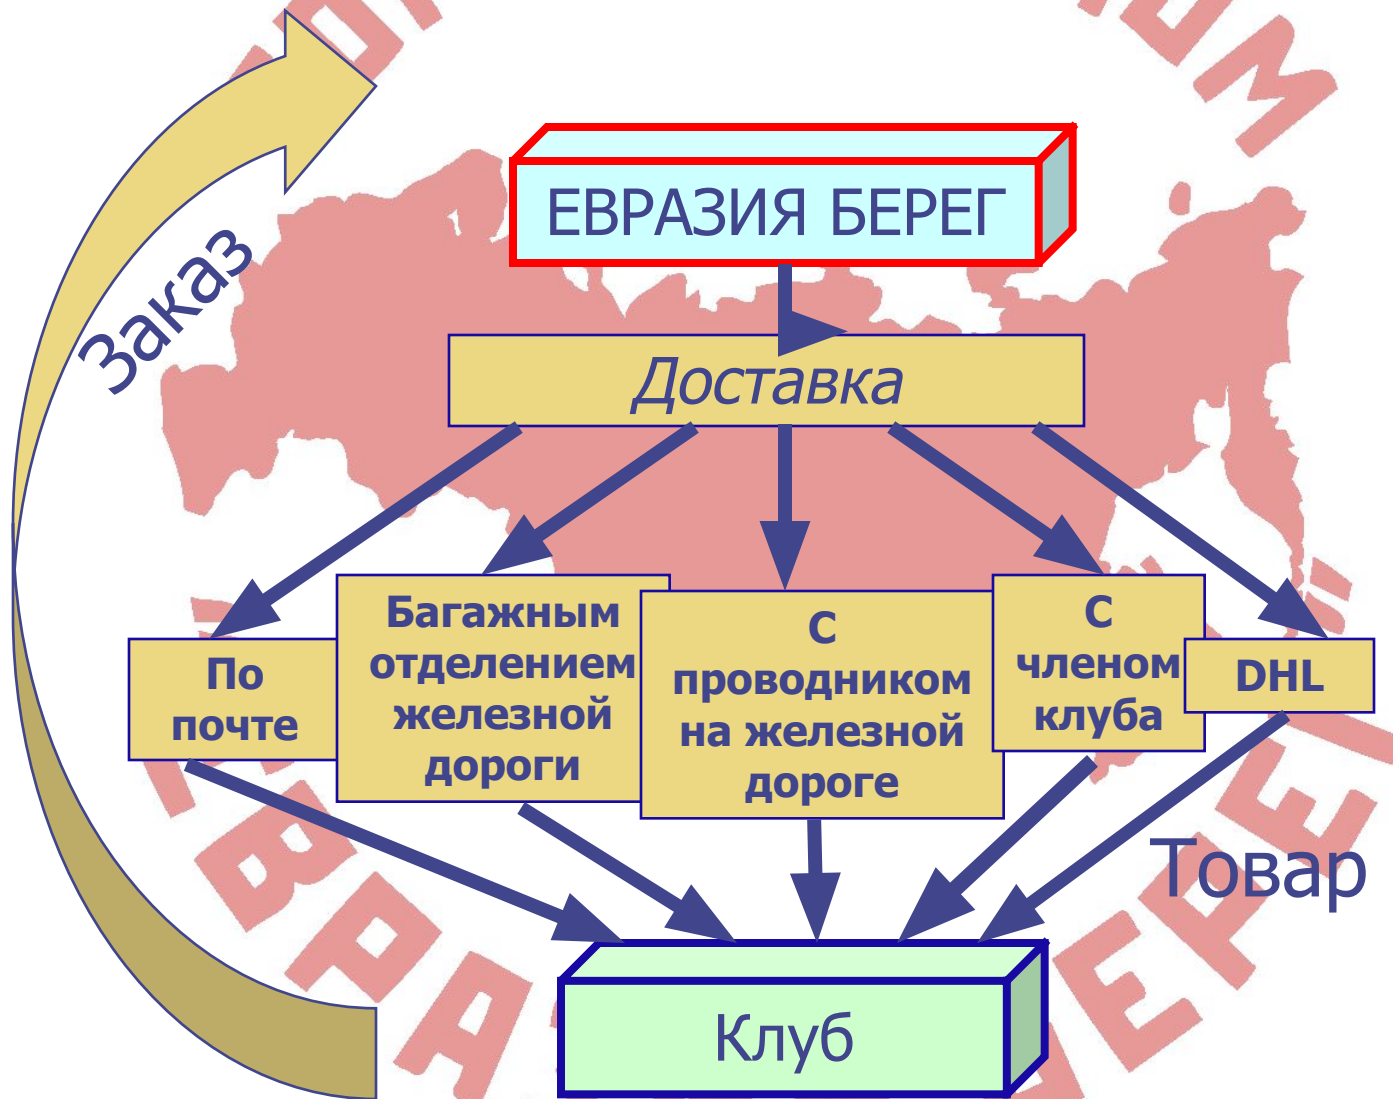 ЕВРАЗИЯ БЕРЕГ
Заказ
Доставка
По
почте
Багажным
отделением
железной
дороги
С
проводником
на железной
дороге
С
членом
клуба
DHL
Товар
Клуб